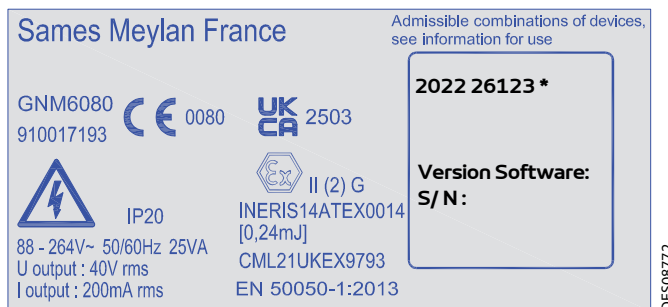 Sames Meylan France
Admissible combinations of devices,
see information for use
GNM6080
910017193
CE 0080
UK
CA 2503
2022 26123 *
Version Software:
S/ N :
IP20
88 - 264V~ 50/60Hz 25VA
U output : 40V rms
I output : 200mA rms
Ex II (2) G
INERIS14ATEX0014
[0,24mJ]
CML21UKEX9793
EN 50050-1:2013